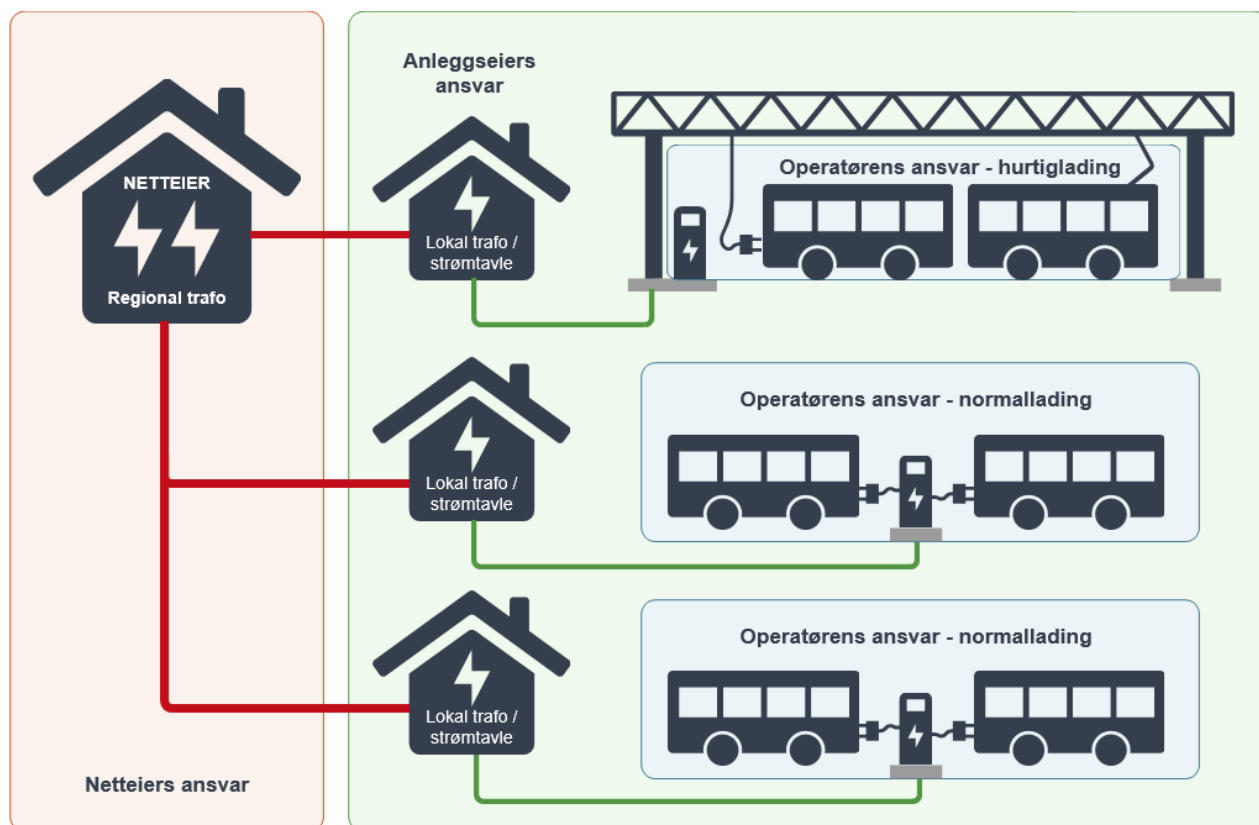 NETTEIER
Regional trafo
Netteiers ansvar
Anleggseiers
ansvar
Lokal trafo /
strømtavle
Operatørens ansvar - hurtiglading
Lokal trafo /
strømtavle
Operatørens ansvar - normallading
Lokal trafo /
strømtavle
Operatørens ansvar - normallading